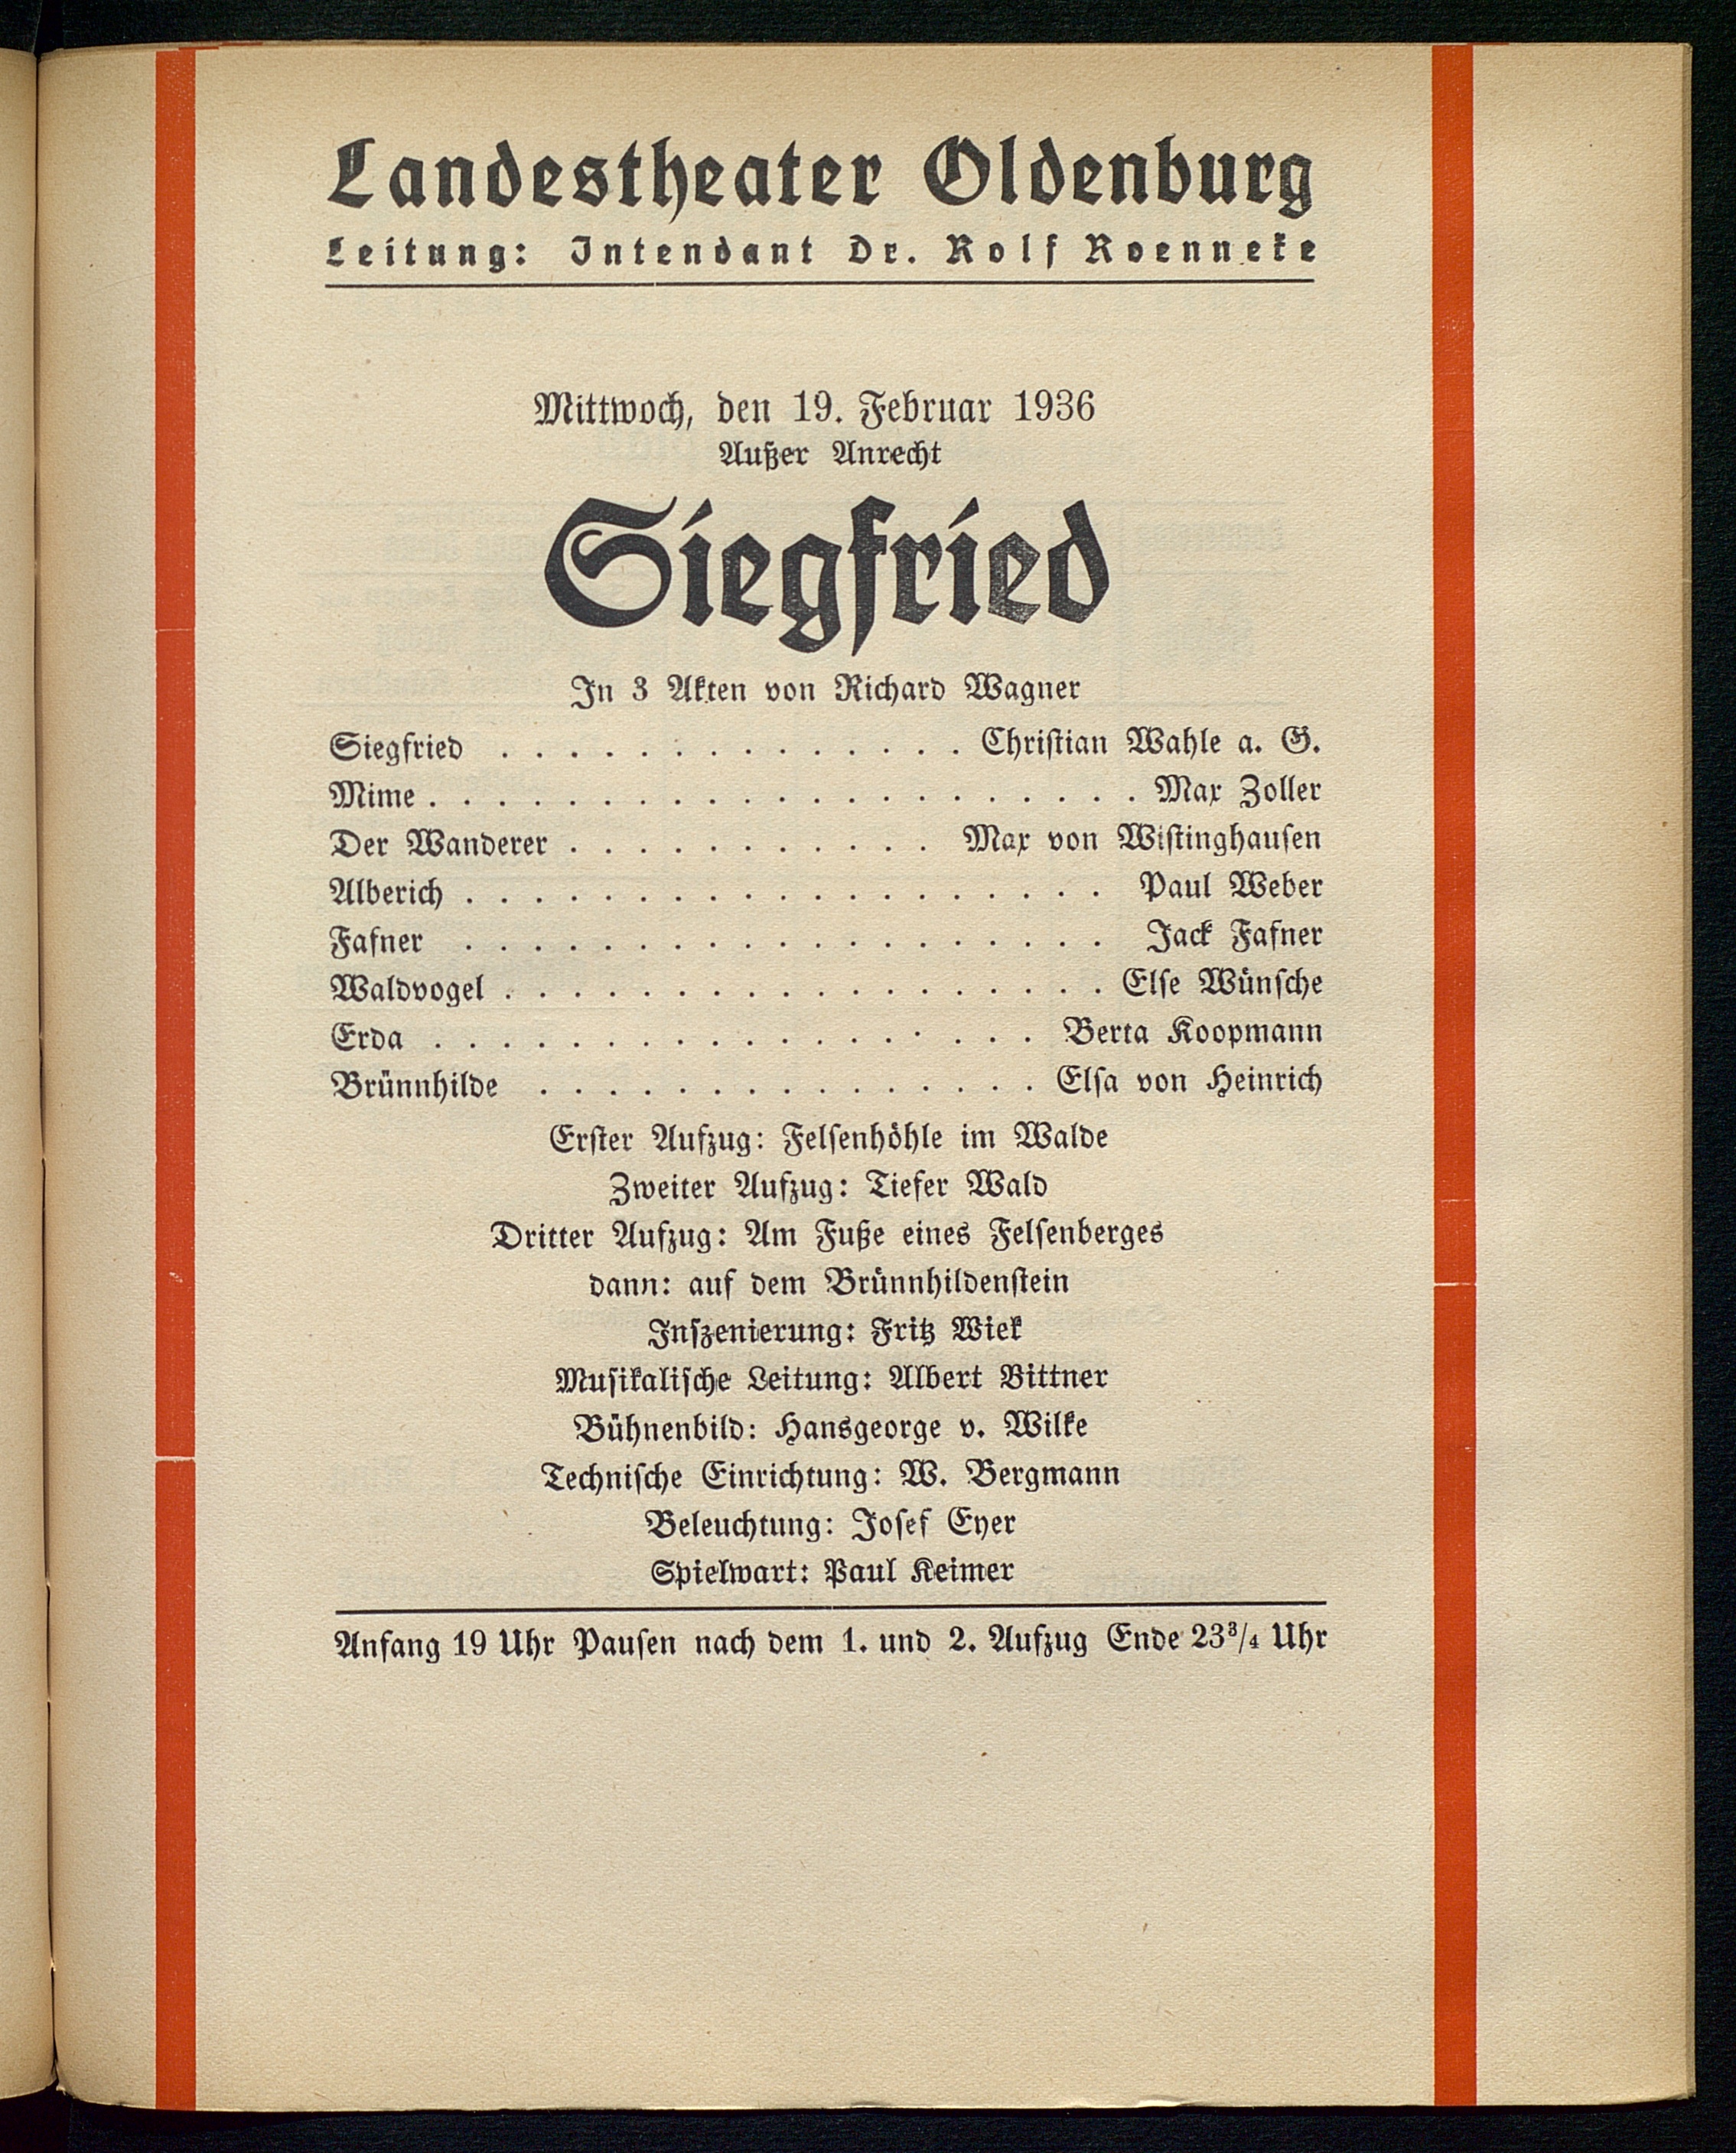 Landestheater Oldenburg
Leitung: Intendant Dr. Rolf Roenneke
Mittwoch, den 19. Februar 1936
Außer Anrecht
Siegfried
In 3 Akten von Richard Wagner
Siegfried . . . . . . . . . . . . . . Christian Wahle a. G.
Mime . . . . . . . . . . . . . . . . . . . . . Max Zoller
Der Wanderer . . . . . . . . . . . Max von Wistinghausen
Alberich . . . . . . . . . . . . . . . . . . . Paul Weber
Fafner . . . . . . . . . . . . . . . . . . . Jack Fafner
Waldvogel . . . . . . . . . . . . . . . . . . Else Wünsche
Erda . . . . . . . . . . . . . . . . . . Berta Koopmann
Brünnhilde . . . . . . . . . . . . . . . Elsa von Heinrich
Erster Aufzug: Felsenhöhle im Walde
Zweiter Aufzug: Tiefer Wald
Dritter Aufzug: Am Fuße eines Felsenberges
dann: auf dem Brünnhildenstein
Inszenierung: Fritz Wiek
Musikalische Leitung: Albert Bittner
Bühnenbild: Hansgeorge v. Wilke
Technische Einrichtung: W. Bergmann
Beleuchtung: Josef Eyer
Spielwart: Paul Keimer
Anfang 19 Uhr Pausen nach dem 1. und 2. Aufzug Ende 23³/₄ Uhr